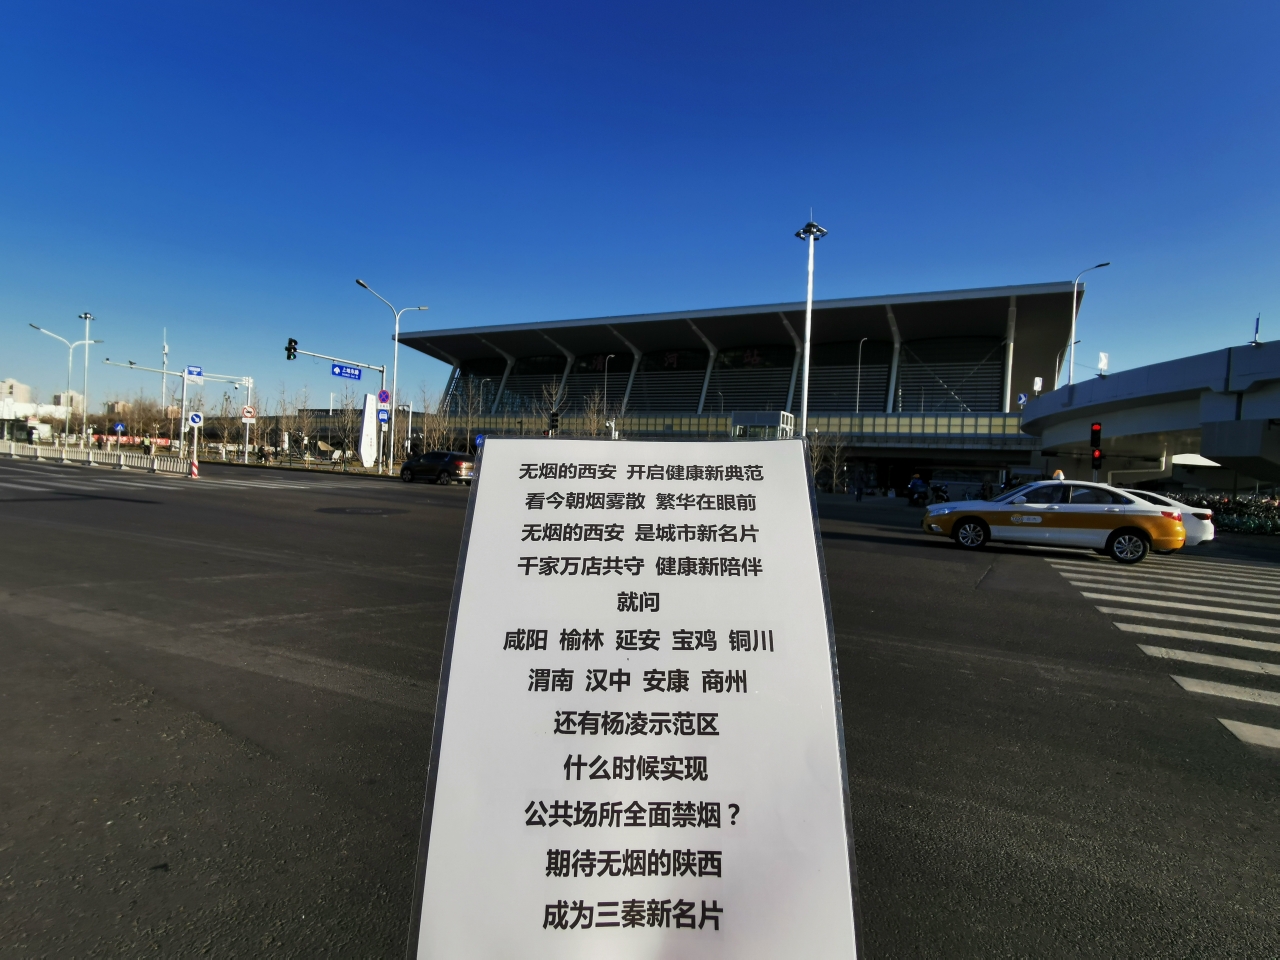 无烟的西安 开启健康新典范
看今朝烟雾散 繁华在眼前
无烟的西安 是城市新名片
千家万店共守 健康新陪伴
就问
咸阳 榆林 延安 宝鸡 铜川
渭南 汉中 安康 商州
还有杨凌示范区
什么时候实现
公共场所全面禁烟？
期待无烟的陕西
成为三秦新名片